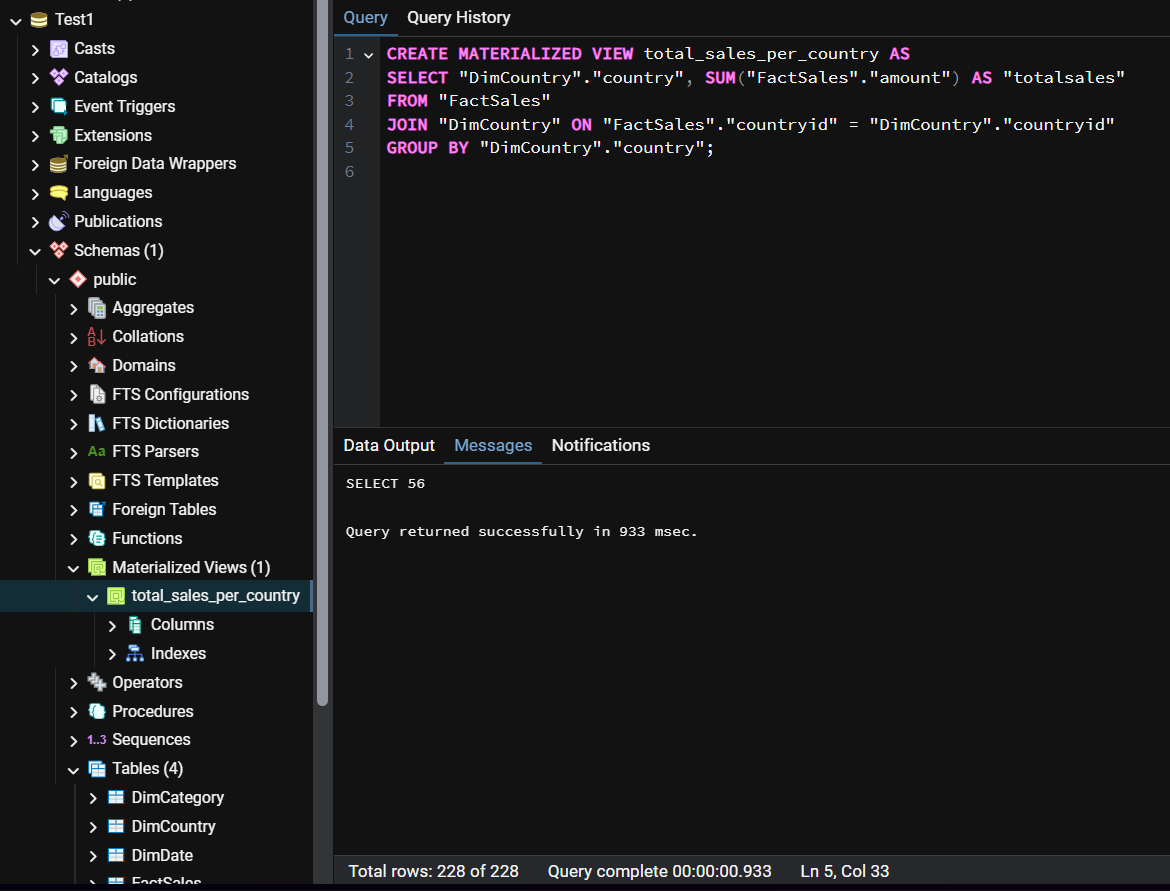 Test1
Casts
Catalogs
Event Triggers
Extensions
Foreign Data Wrappers
Languages
Publications
Schemas (1)
public
Aggregates
Collations
Domains
FTS Configurations
FTS Dictionaries
Aa FTS Parsers
FTS Templates
Foreign Tables
Functions
Materialized Views (1)
total_sales_per_country
Columns
Indexes
Operators
Procedures
1..3 Sequences
Tables (4)
DimCategory
DimCountry
DimDate
FactSales
Query Query History
1 CREATE MATERIALIZED VIEW total_sales_per_country AS
2 SELECT "DimCountry"."country", SUM("FactSales"."amount") AS "totalsales"
3 FROM "FactSales"
4 JOIN "DimCountry" ON "FactSales"."countryid" = "DimCountry"."countryid"
5 GROUP BY "DimCountry"."country";
6
Data Output Messages Notifications
SELECT 56
Query returned successfully in 933 msec.
Total rows: 228 of 228 Query complete 00:00:00.933 Ln 5, Col 33